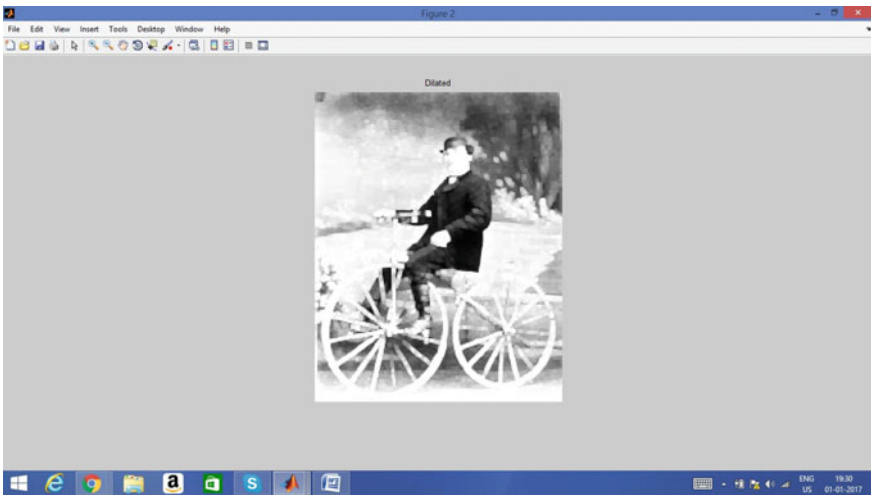 Figure 2
File Edit View Insert Tools Desktop Window Help
Dilated
ENG 19:30
US 01-01-2017